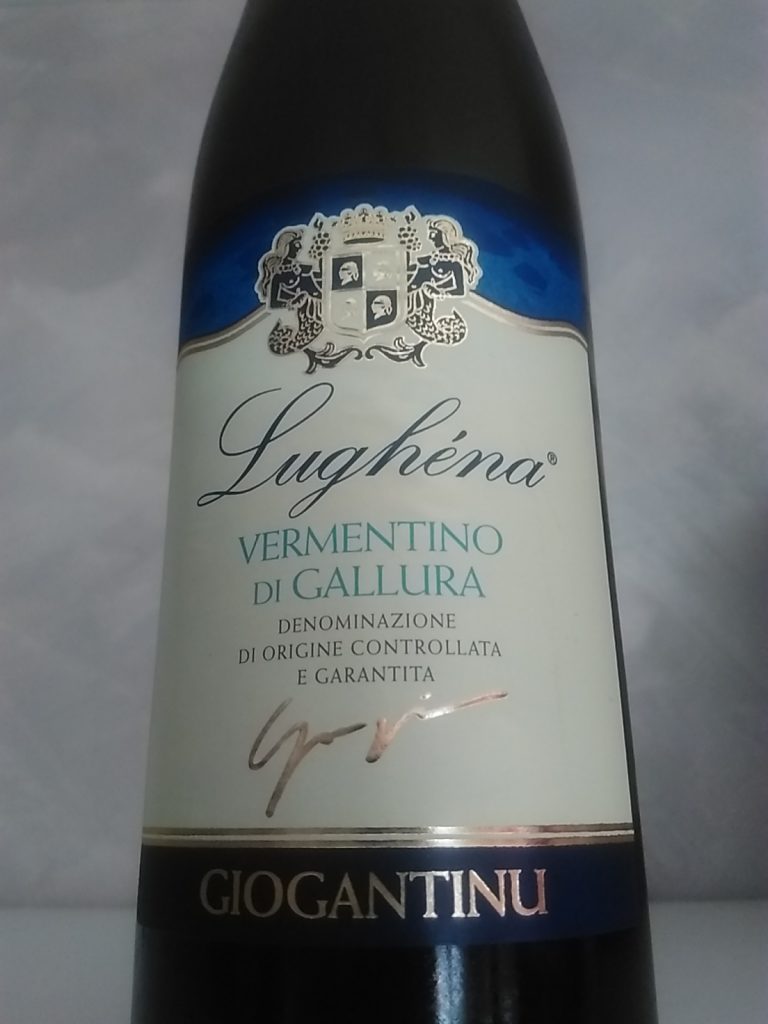 Lughéna®
VERMENTINO
DI GALLURA
DENOMINAZIONE
DI ORIGINE CONTROLLATA
E GARANTITA
GIOGANTINU